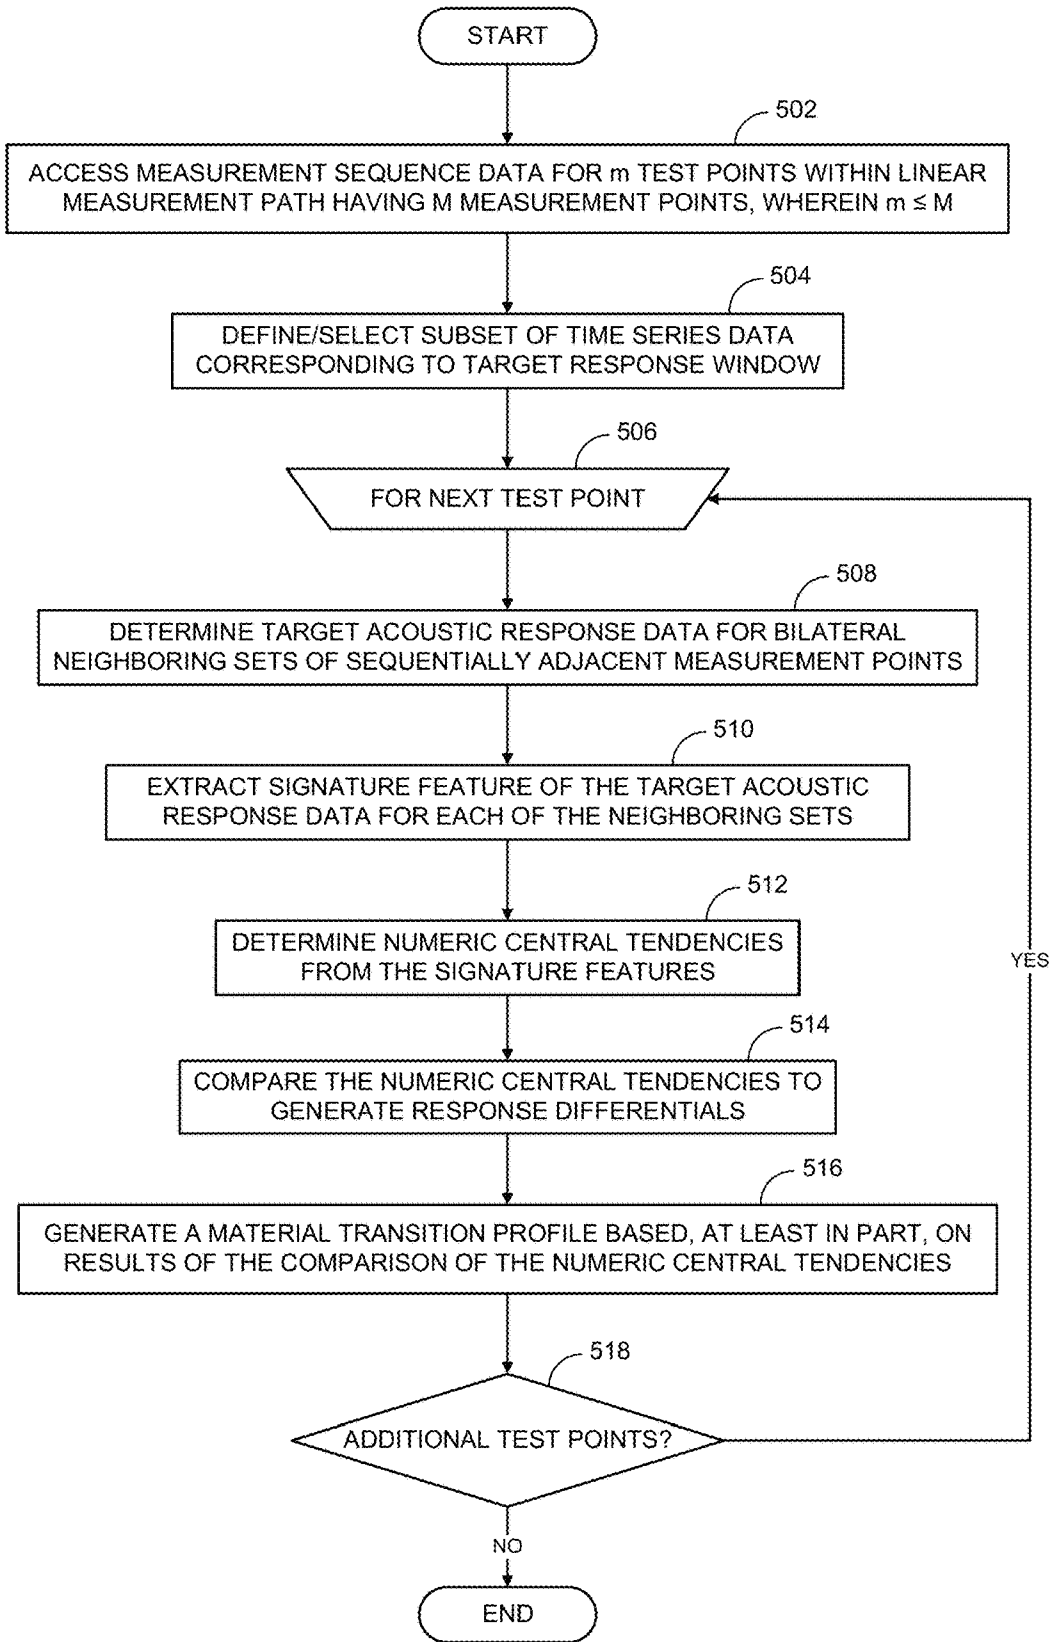 START
502
ACCESS MEASUREMENT SEQUENCE DATA FOR m TEST POINTS WITHIN LINEAR
MEASUREMENT PATH HAVING M MEASUREMENT POINTS, WHEREIN m ≤ M
504
DEFINE/SELECT SUBSET OF TIME SERIES DATA
CORRESPONDING TO TARGET RESPONSE WINDOW
506
FOR NEXT TEST POINT
508
DETERMINE TARGET ACOUSTIC RESPONSE DATA FOR BILATERAL
NEIGHBORING SETS OF SEQUENTIALLY ADJACENT MEASUREMENT POINTS
510
EXTRACT SIGNATURE FEATURE OF THE TARGET ACOUSTIC
RESPONSE DATA FOR EACH OF THE NEIGHBORING SETS
512
DETERMINE NUMERIC CENTRAL TENDENCIES
FROM THE SIGNATURE FEATURES
YES
514
COMPARE THE NUMERIC CENTRAL TENDENCIES TO
GENERATE RESPONSE DIFFERENTIALS
516
GENERATE A MATERIAL TRANSITION PROFILE BASED, AT LEAST IN PART, ON
RESULTS OF THE COMPARISON OF THE NUMERIC CENTRAL TENDENCIES
518
ADDITIONAL TEST POINTS?
NO
END